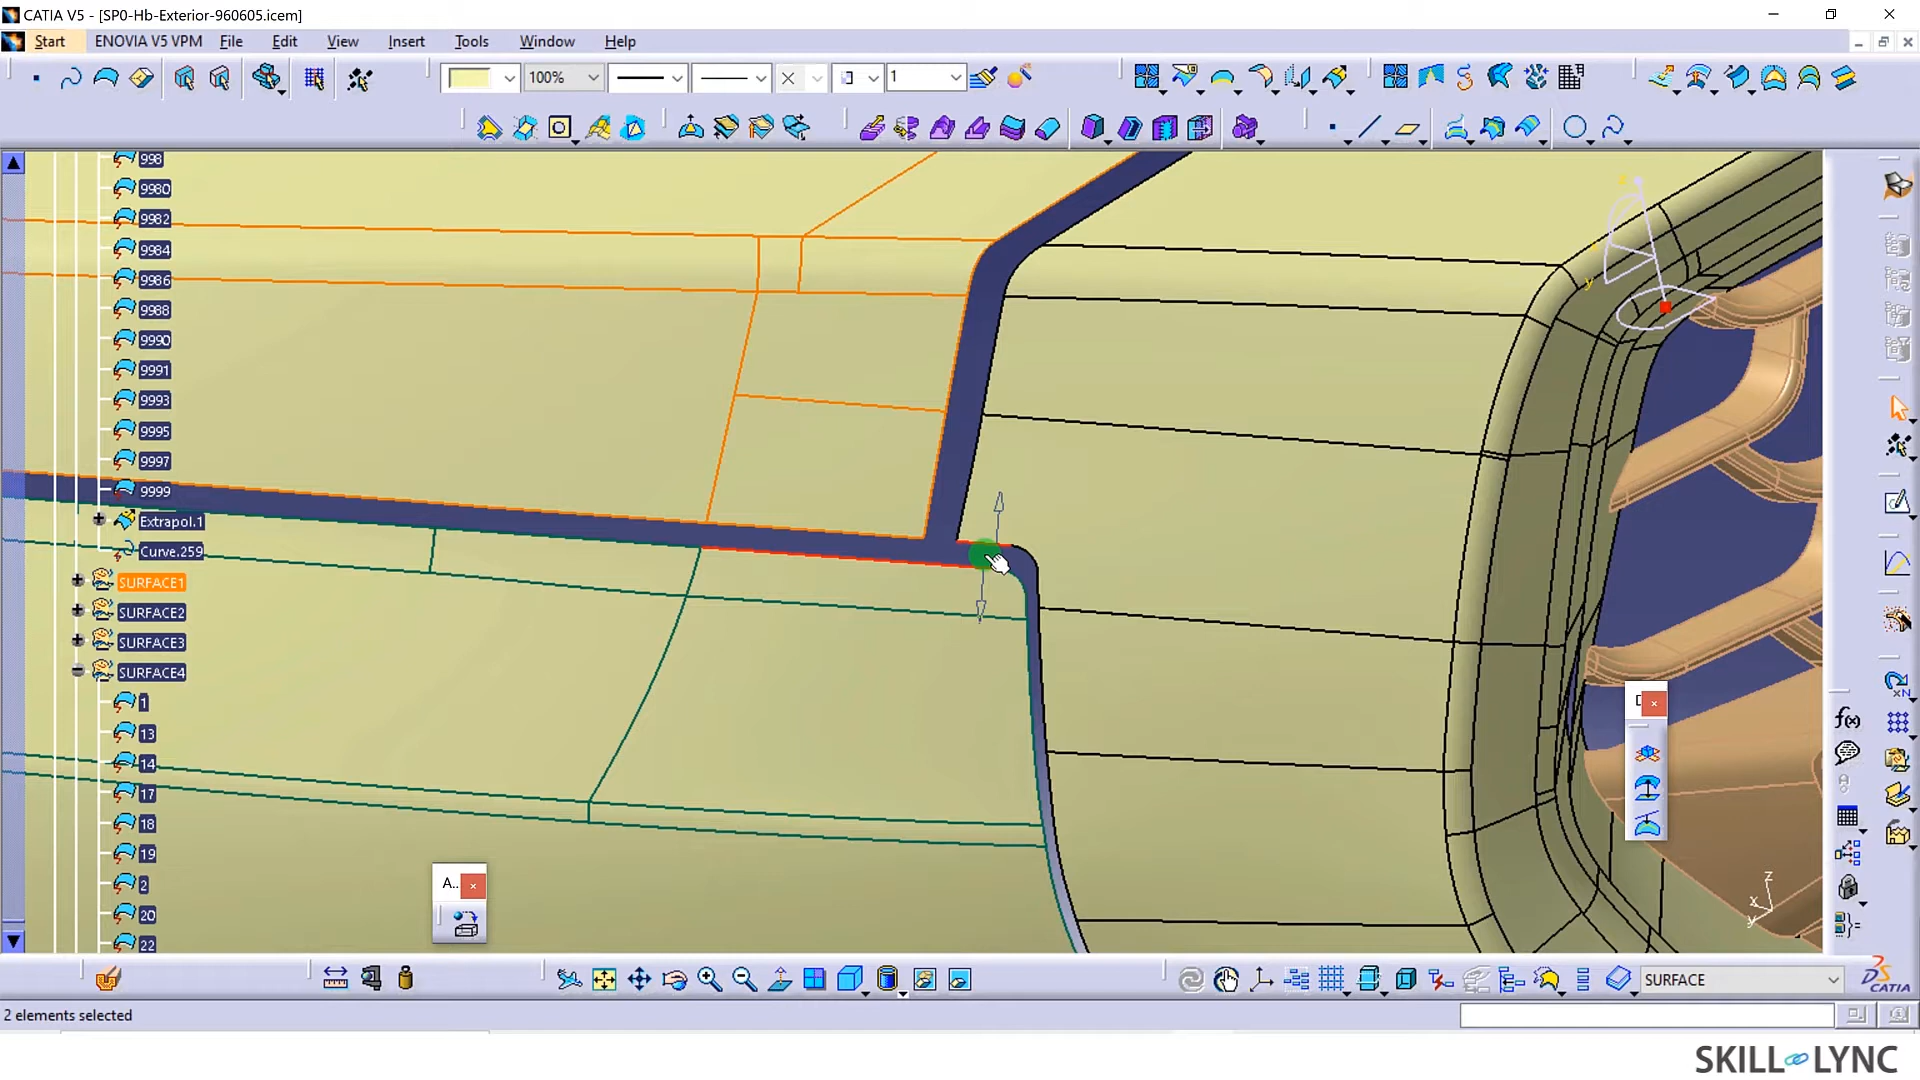 CATIA V5 - [SP0-Hb-Exterior-960605.icem]
Start ENOVIA V5 VPM File Edit View Insert Tools Window Help
100% 1
998
9980
9982
9984
9986
9988
9990
9991
9993
9995
9997
9999
Extrapol.1
Curve.259
SURFACE1
SURFACE2
SURFACE3
SURFACE4
1
13
14
17
18
19
2
20
22
A..
f(x)
y
z
x
y
SURFACE
CATIA
2 elements selected
SKILL LYNC